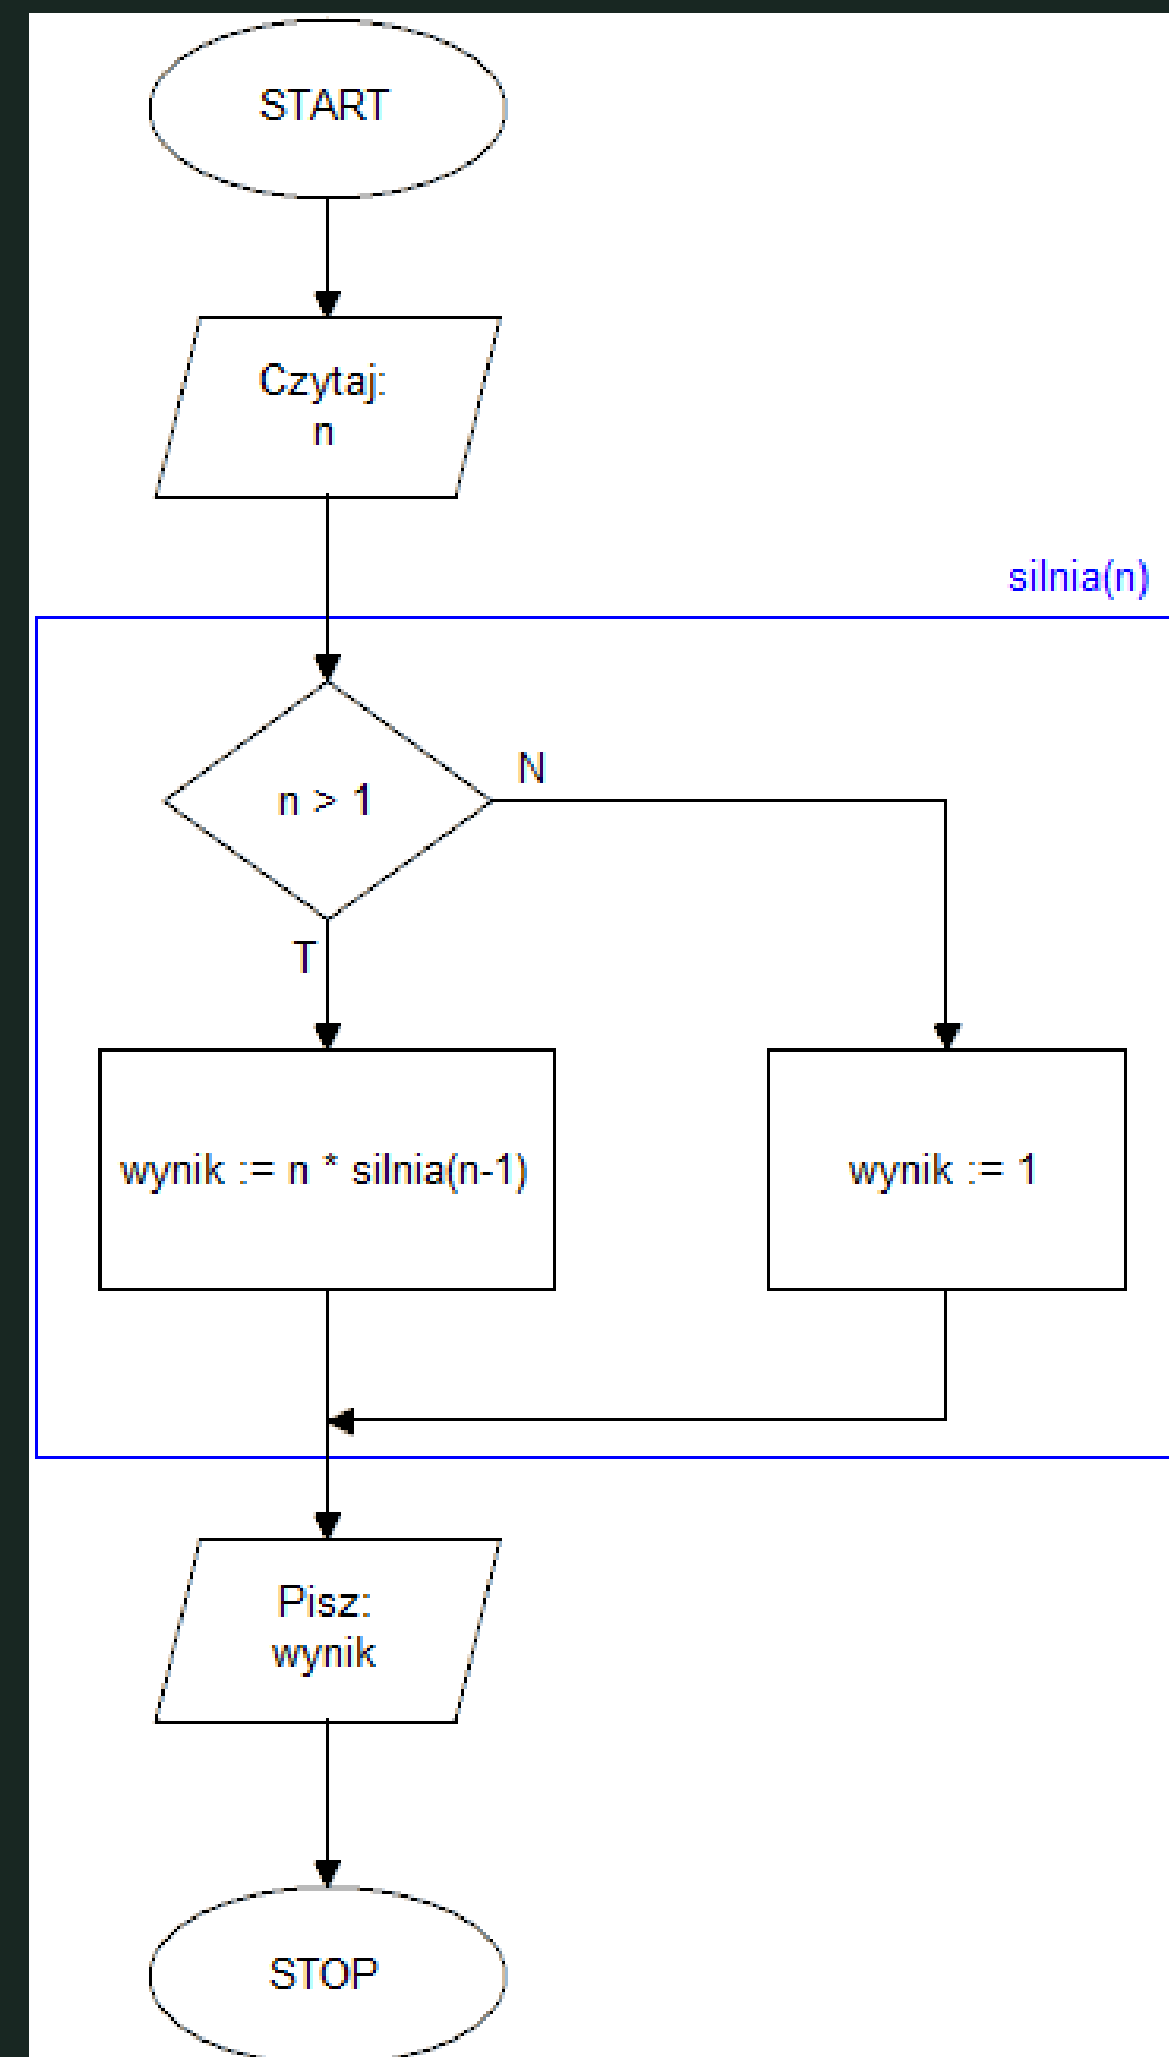 START
Czytaj:
n
silnia(n)
n > 1
N
T
wynik := n * silnia(n-1)
wynik := 1
Pisz:
wynik
STOP